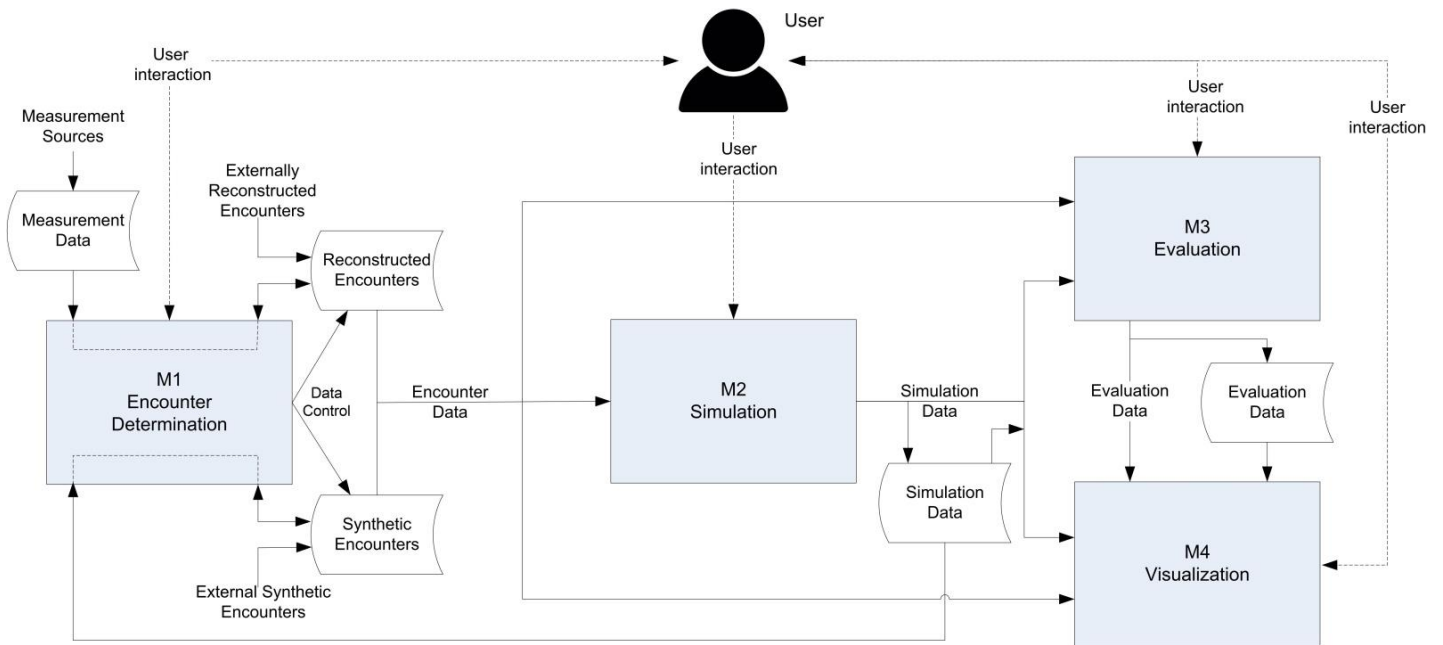 User
User
interaction
Measurement
Sources
Measurement
Data
Externally
Reconstructed
Encounters
Reconstructed
Encounters
User
interaction
User
interaction
User
interaction
M1
Encounter
Determination
Data
Control
Encounter
Data
Synthetic
Encounters
External Synthetic
Encounters
M2
Simulation
Simulation
Data
Simulation
Data
M3
Evaluation
Evaluation
Data
Evaluation
Data
M4
Visualization